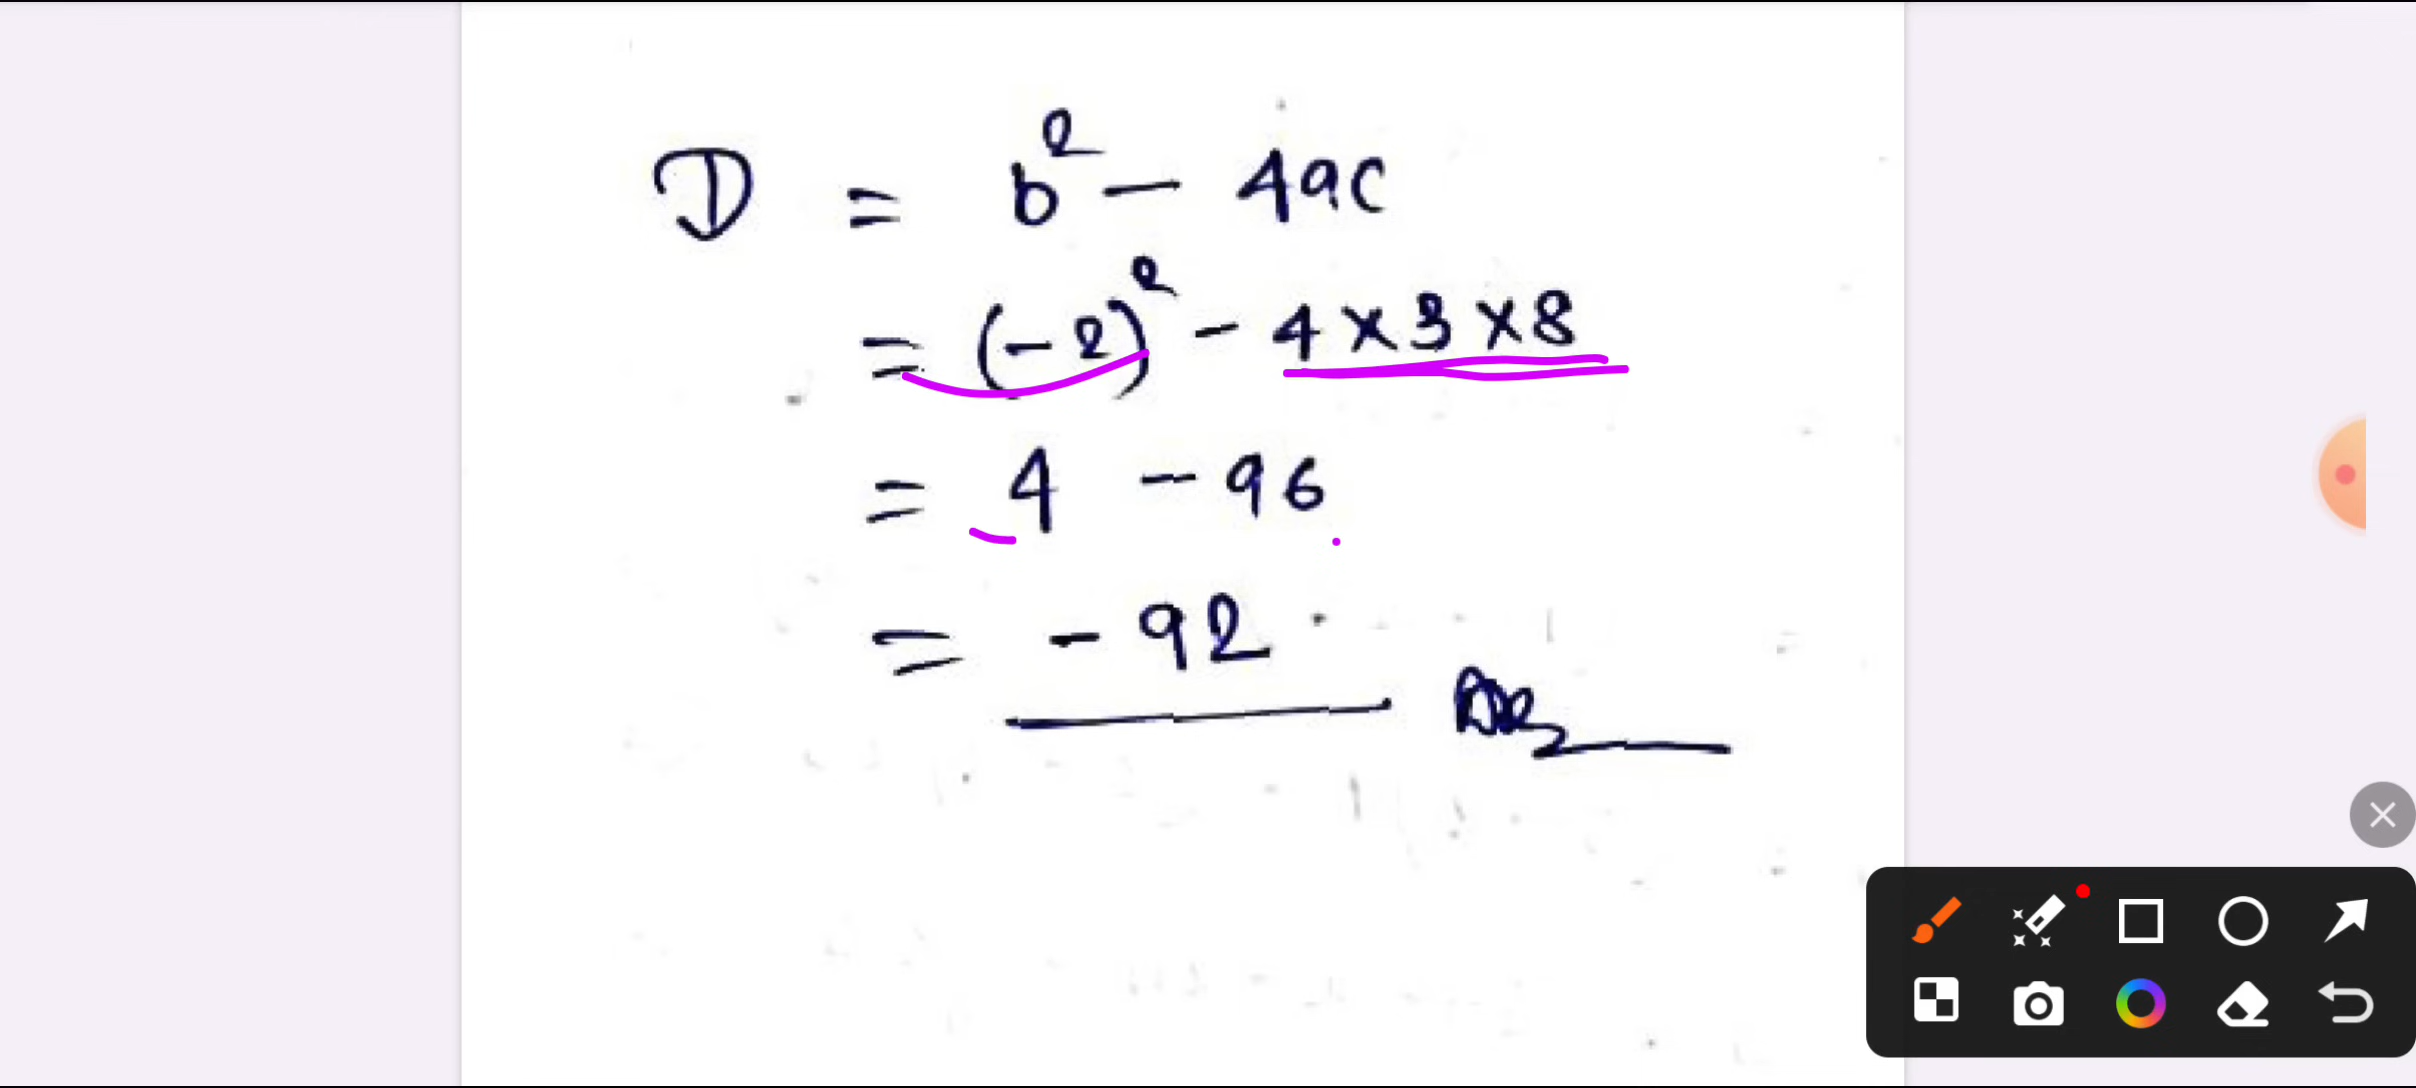 D = b² - 4ac
= (-2)² - 4×3×8
= 4 - 96
= - 92